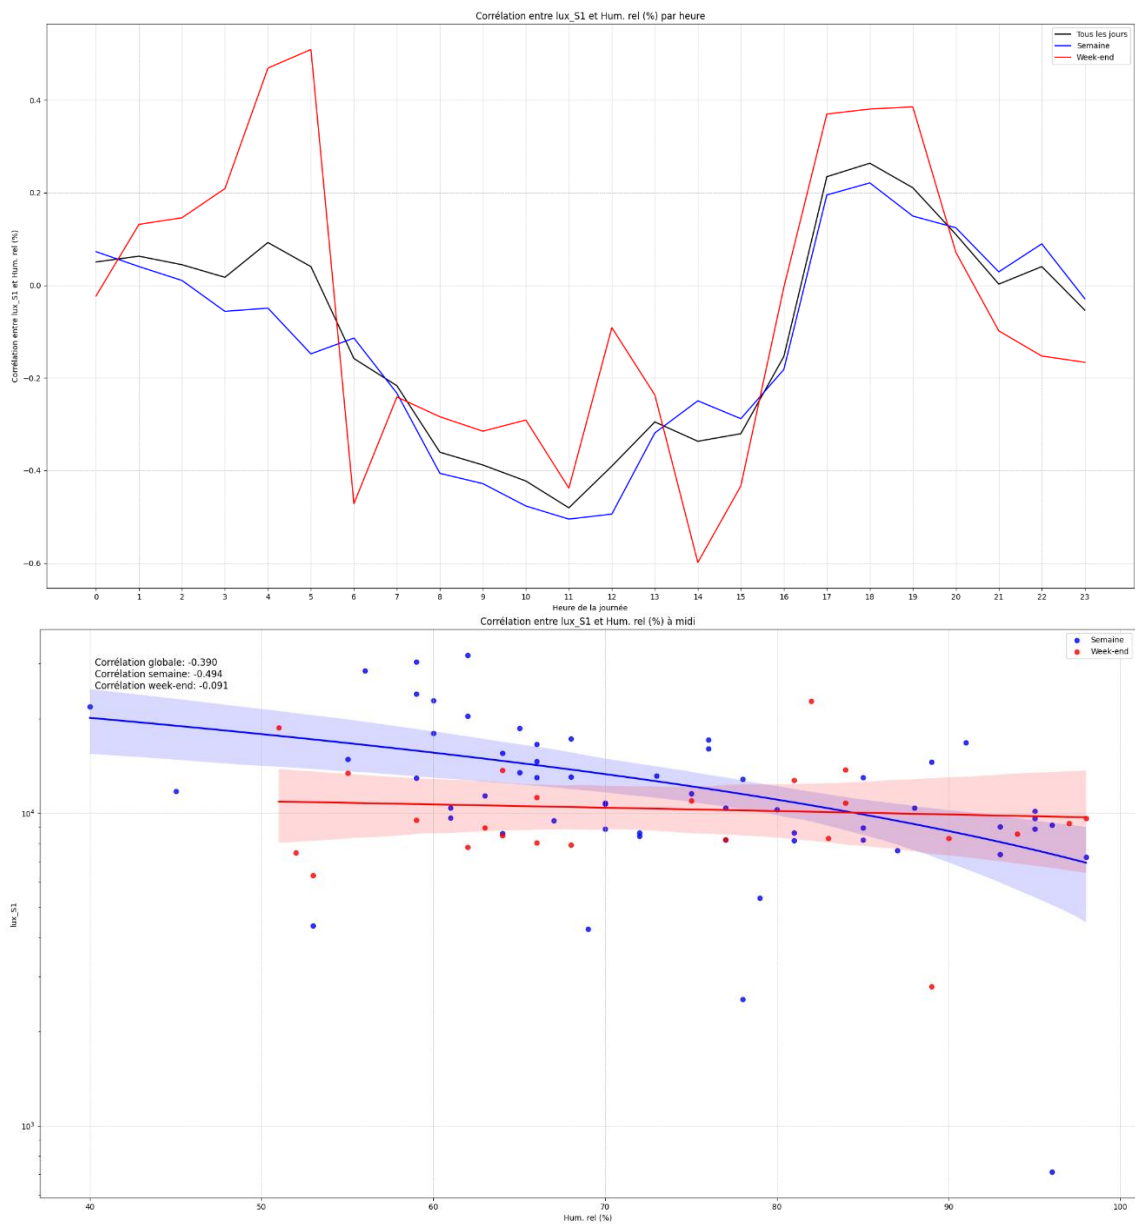 Corrélation entre lux_S1 et Hum. rel (%) par heure
Tous les jours
Semaine
Week-end
0.4
0.2
0.0
−0.2
−0.4
−0.6
Corrélation entre lux_S1 et Hum. rel (%)
0 1 2 3 4 5 6 7 8 9 10 11 12 13 14 15 16 17 18 19 20 21 22 23
Heure de la journée
Corrélation entre lux_S1 et Hum. rel (%) à midi
Semaine
Week-end
Corrélation globale: -0.390
Corrélation semaine: -0.494
Corrélation week-end: -0.091
10⁴
10³
lux_S1
40 50 60 70 80 90 100
Hum. rel (%)